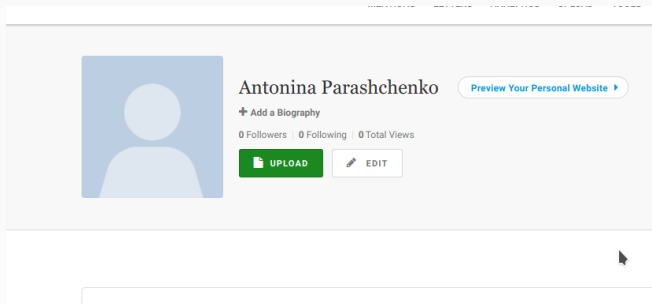 Antonina Parashchenko
Preview Your Personal Website
Add a Biography
0 Followers | 0 Following | 0 Total Views
UPLOAD
EDIT